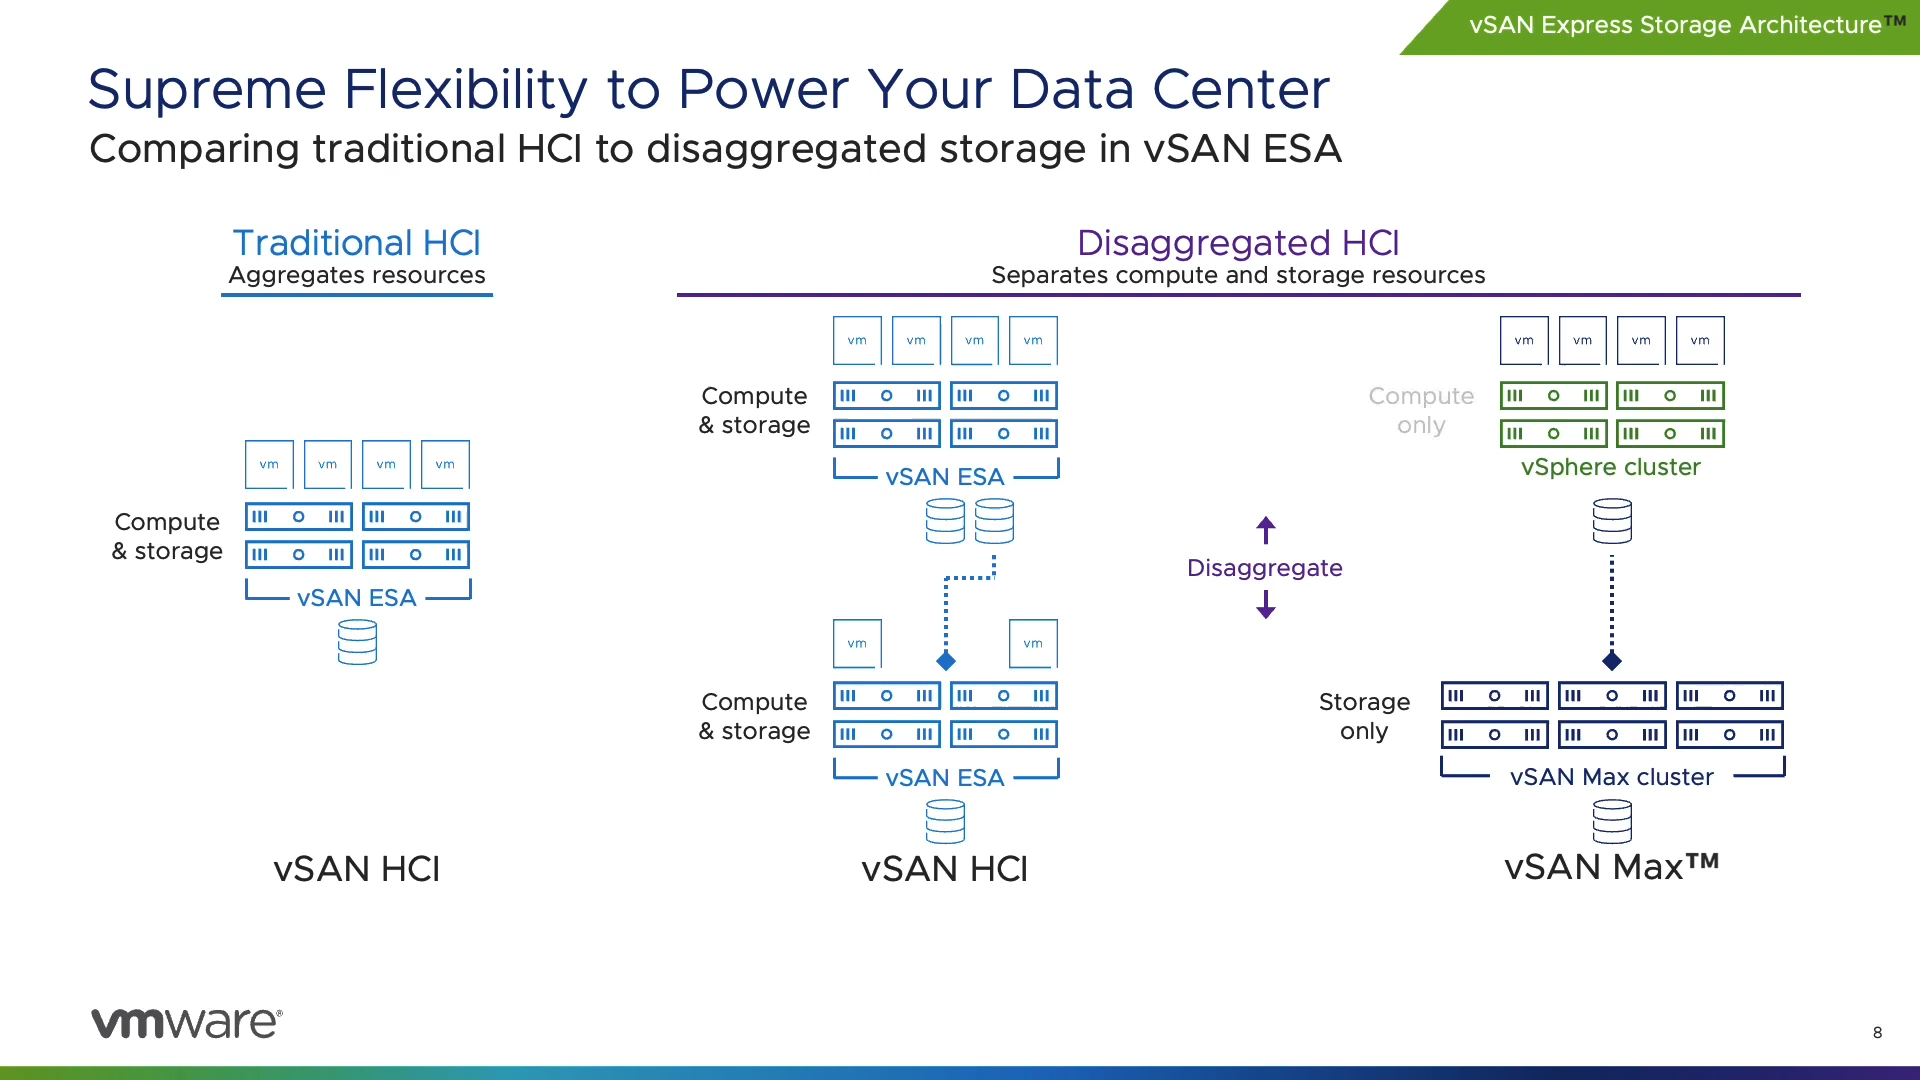 vSAN Express Storage Architecture™
Supreme Flexibility to Power Your Data Center
Comparing traditional HCI to disaggregated storage in vSAN ESA
Traditional HCI
Aggregates resources
vm vm vm vm
Compute
& storage
vSAN ESA
vSAN HCI
Disaggregated HCI
Separates compute and storage resources
vm vm vm vm
Compute
& storage
vSAN ESA
vm vm
Compute
& storage
vSAN ESA
vSAN HCI
Disaggregate
vm vm vm vm
Compute
only
vSphere cluster
Storage
only
vSAN Max cluster
vSAN Max™
vmware®
8